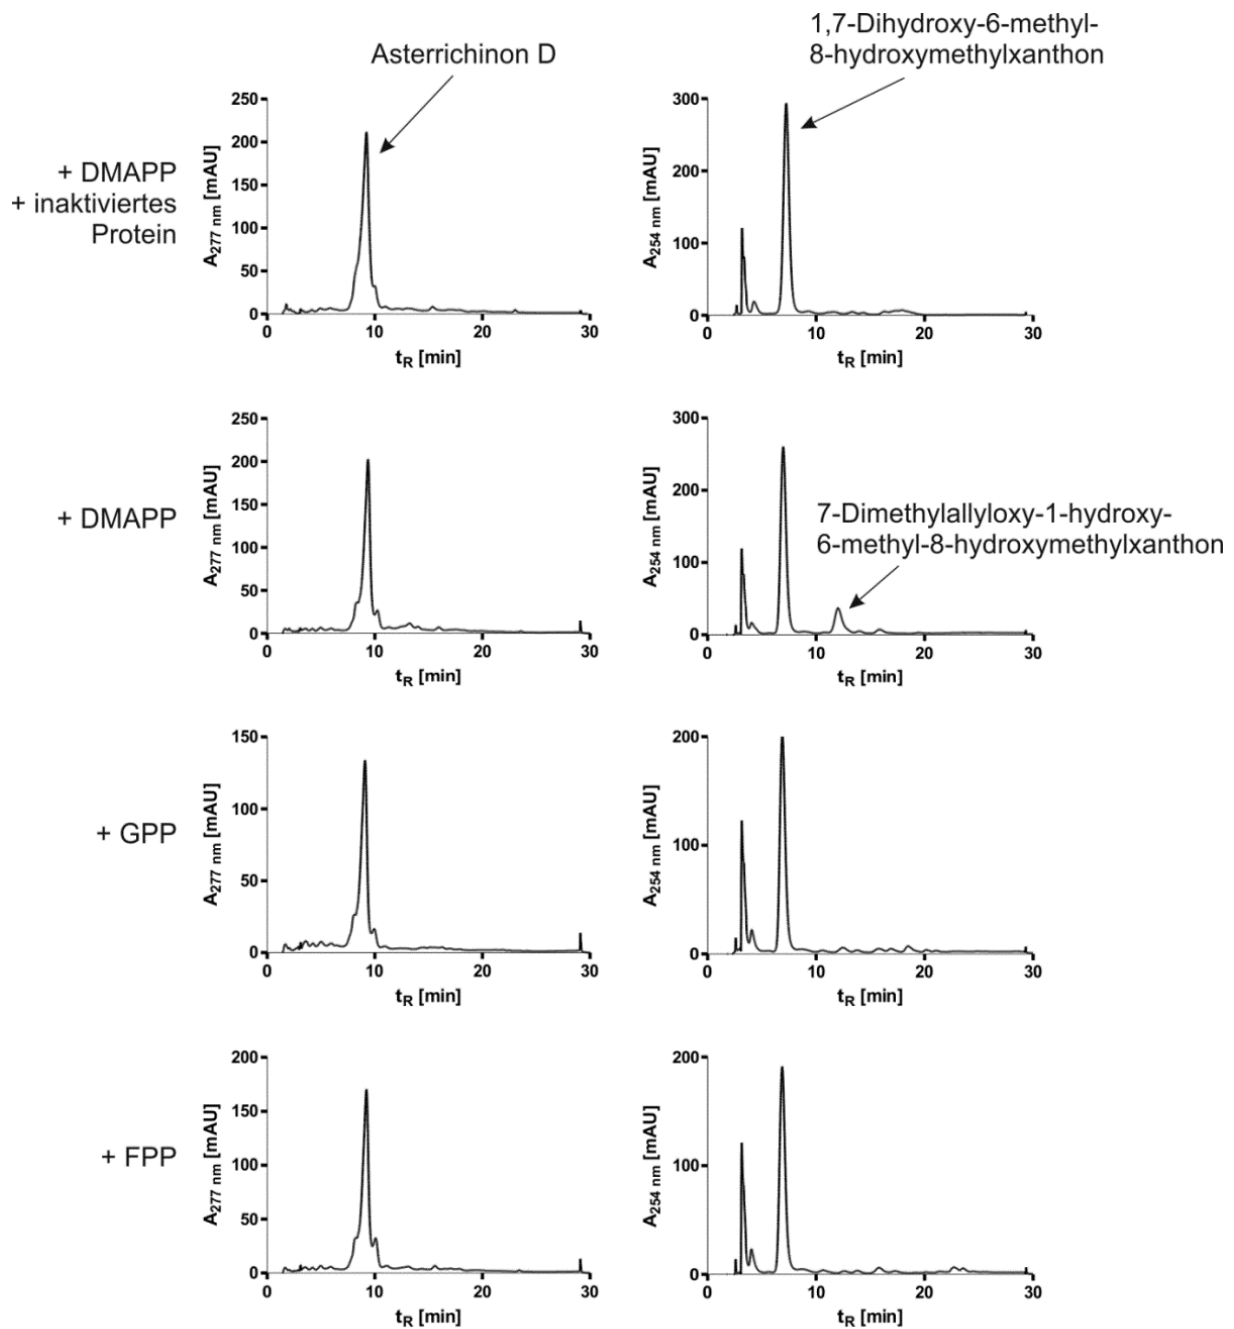 Asterrichinon D
1,7-Dihydroxy-6-methyl-
8-hydroxymethylxanthon
+ DMAPP
+ inaktiviertes
Protein
A277 nm [mAU]
250
200
150
100
50
0
0 10 20 30
tR [min]
A254 nm [mAU]
300
200
100
0
0 10 20 30
tR [min]
+ DMAPP
A277 nm [mAU]
250
200
150
100
50
0
0 10 20 30
tR [min]
7-Dimethylallyloxy-1-hydroxy-
6-methyl-8-hydroxymethylxanthon
A254 nm [mAU]
300
200
100
0
0 10 20 30
tR [min]
+ GPP
A277 nm [mAU]
150
100
50
0
0 10 20 30
tR [min]
A254 nm [mAU]
200
100
0
0 10 20 30
tR [min]
+ FPP
A277 nm [mAU]
200
150
100
50
0
0 10 20 30
tR [min]
A254 nm [mAU]
200
100
0
0 10 20 30
tR [min]